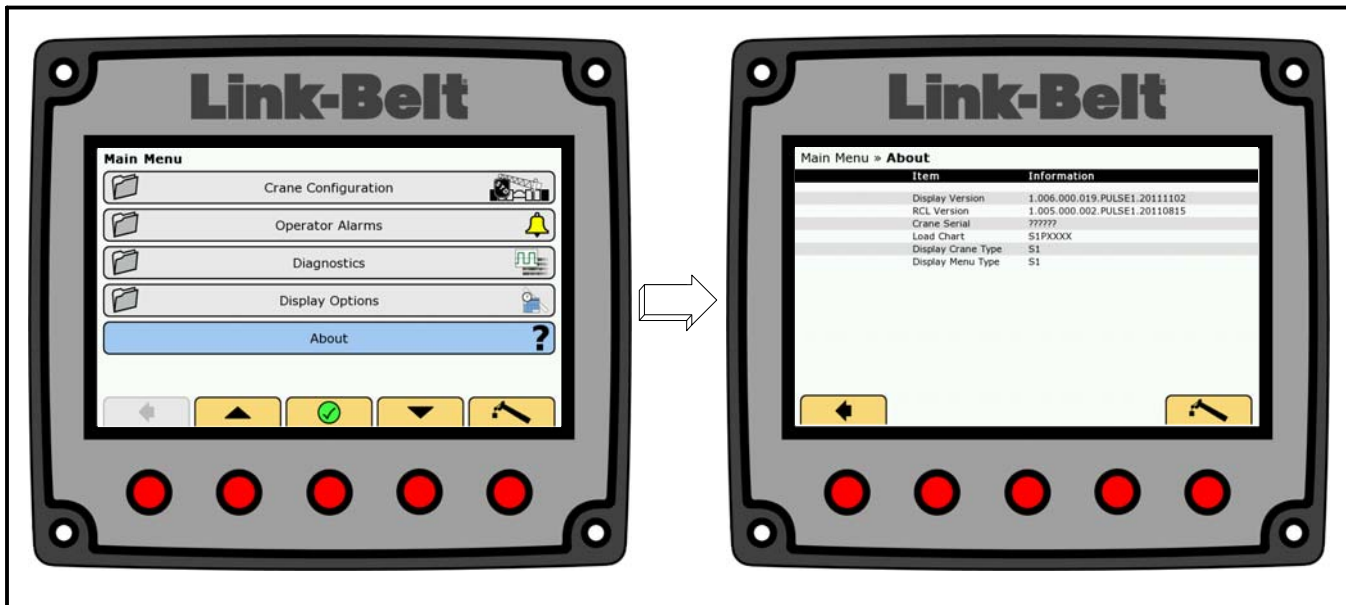 Link-Belt
Main Menu
Crane Configuration
Operator Alarms
Diagnostics
Display Options
About
?
Link-Belt
Main Menu » About
Item Information
Display Version 1.006.000.019.PULSE1.20111102
RCL Version 1.005.000.002.PULSE1.20110815
Crane Serial ??????
Load Chart S1PXXXX
Display Crane Type S1
Display Menu Type S1